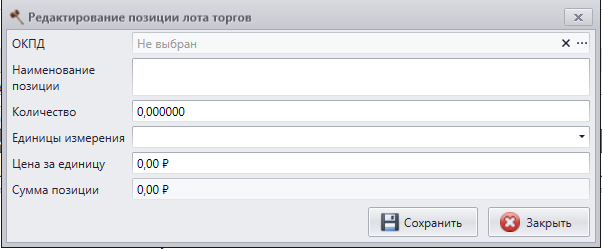 Редактирование позиции лота торгов
ОКПД Не выбран
Наименование
позиции
Количество 0,000000
Единицы измерения
Цена за единицу 0,00 ₽
Сумма позиции 0,00 ₽
Сохранить Закрыть